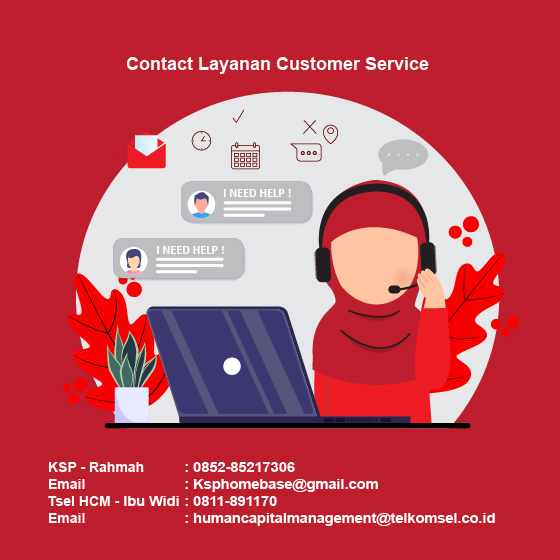 Contact Layanan Customer Service
I NEED HELP !
I NEED HELP !
KSP - Rahmah : 0852-85217306
Email : Ksphomebase@gmail.com
Tsel HCM - Ibu Widi : 0811-891170
Email : humancapitalmanagement@telkomsel.co.id